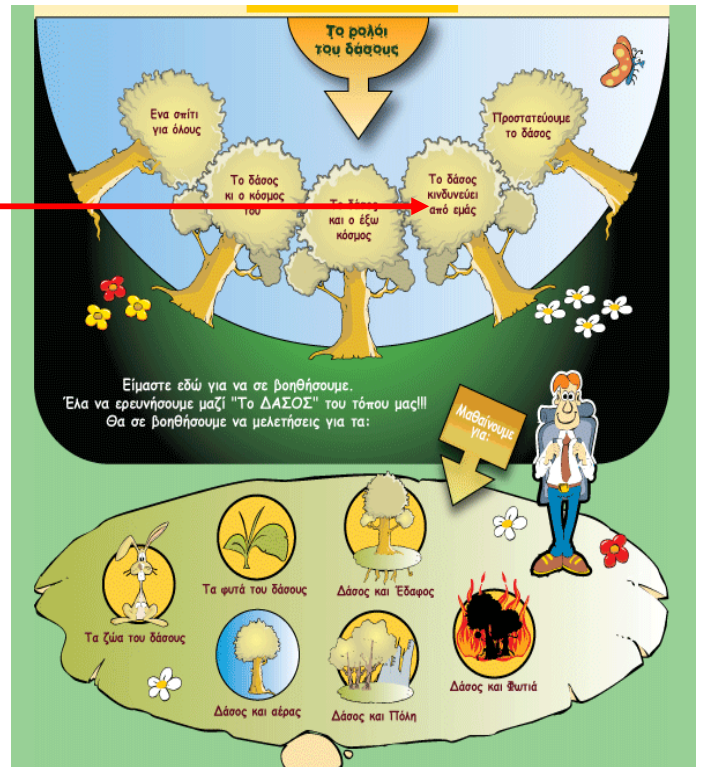 Το ρολόι
του δάσους
Ενα σπίτι
για όλους
Το δάσος
κι ο κόσμος
του
Το δάσος
και ο έξω
κόσμος
Το δάσος
κινδυνεύει
από εμάς
Προστατεύουμε
το δάσος
Είμαστε εδώ για να σε βοηθήσουμε.
Έλα να ερευνήσουμε μαζί "Το ΔΑΣΟΣ" του τόπου μας!!!
Θα σε βοηθήσουμε να μελετήσεις για τα:
Μαθαίνουμε
για:
Τα ζώα του δάσους
Τα φυτά του δάσους
Δάσος και Έδαφος
Δάσος και αέρας
Δάσος και Πόλη
Δάσος και Φωτιά